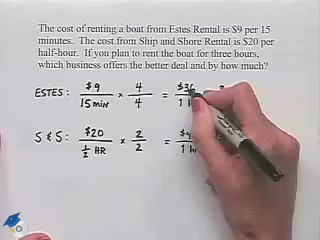 The cost of renting a boat from Estes Rental is $9 per 15
minutes. The cost from Ship and Shore Rental is $20 per
half-hour. If you plan to rent the boat for three hours,
which business offers the better deal and by how much?
ESTES: $9/15 MIN × 4/4 = $36/1
S & S: $20/½ HR × 2/2 = $4/1 HR